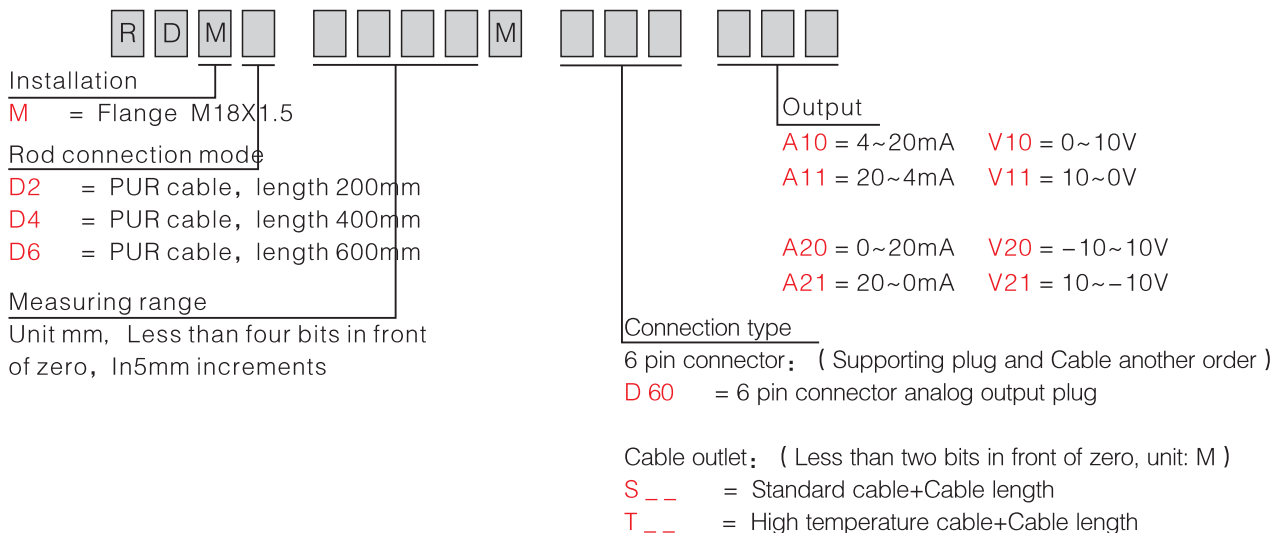 R D M M
Installation
M = Flange M18X1.5
Rod connection mode
D2 = PUR cable, length 200mm
D4 = PUR cable, length 400mm
D6 = PUR cable, length 600mm
Measuring range
Unit mm, Less than four bits in front
of zero, In5mm increments
Output
A10 = 4~20mA V10 = 0~10V
A11 = 20~4mA V11 = 10~0V
A20 = 0~20mA V20 = −10~10V
A21 = 20~0mA V21 = 10~−10V
Connection type
6 pin connector: ( Supporting plug and Cable another order )
D 60 = 6 pin connector analog output plug
Cable outlet: ( Less than two bits in front of zero, unit: M )
S _ _ = Standard cable+Cable length
T _ _ = High temperature cable+Cable length